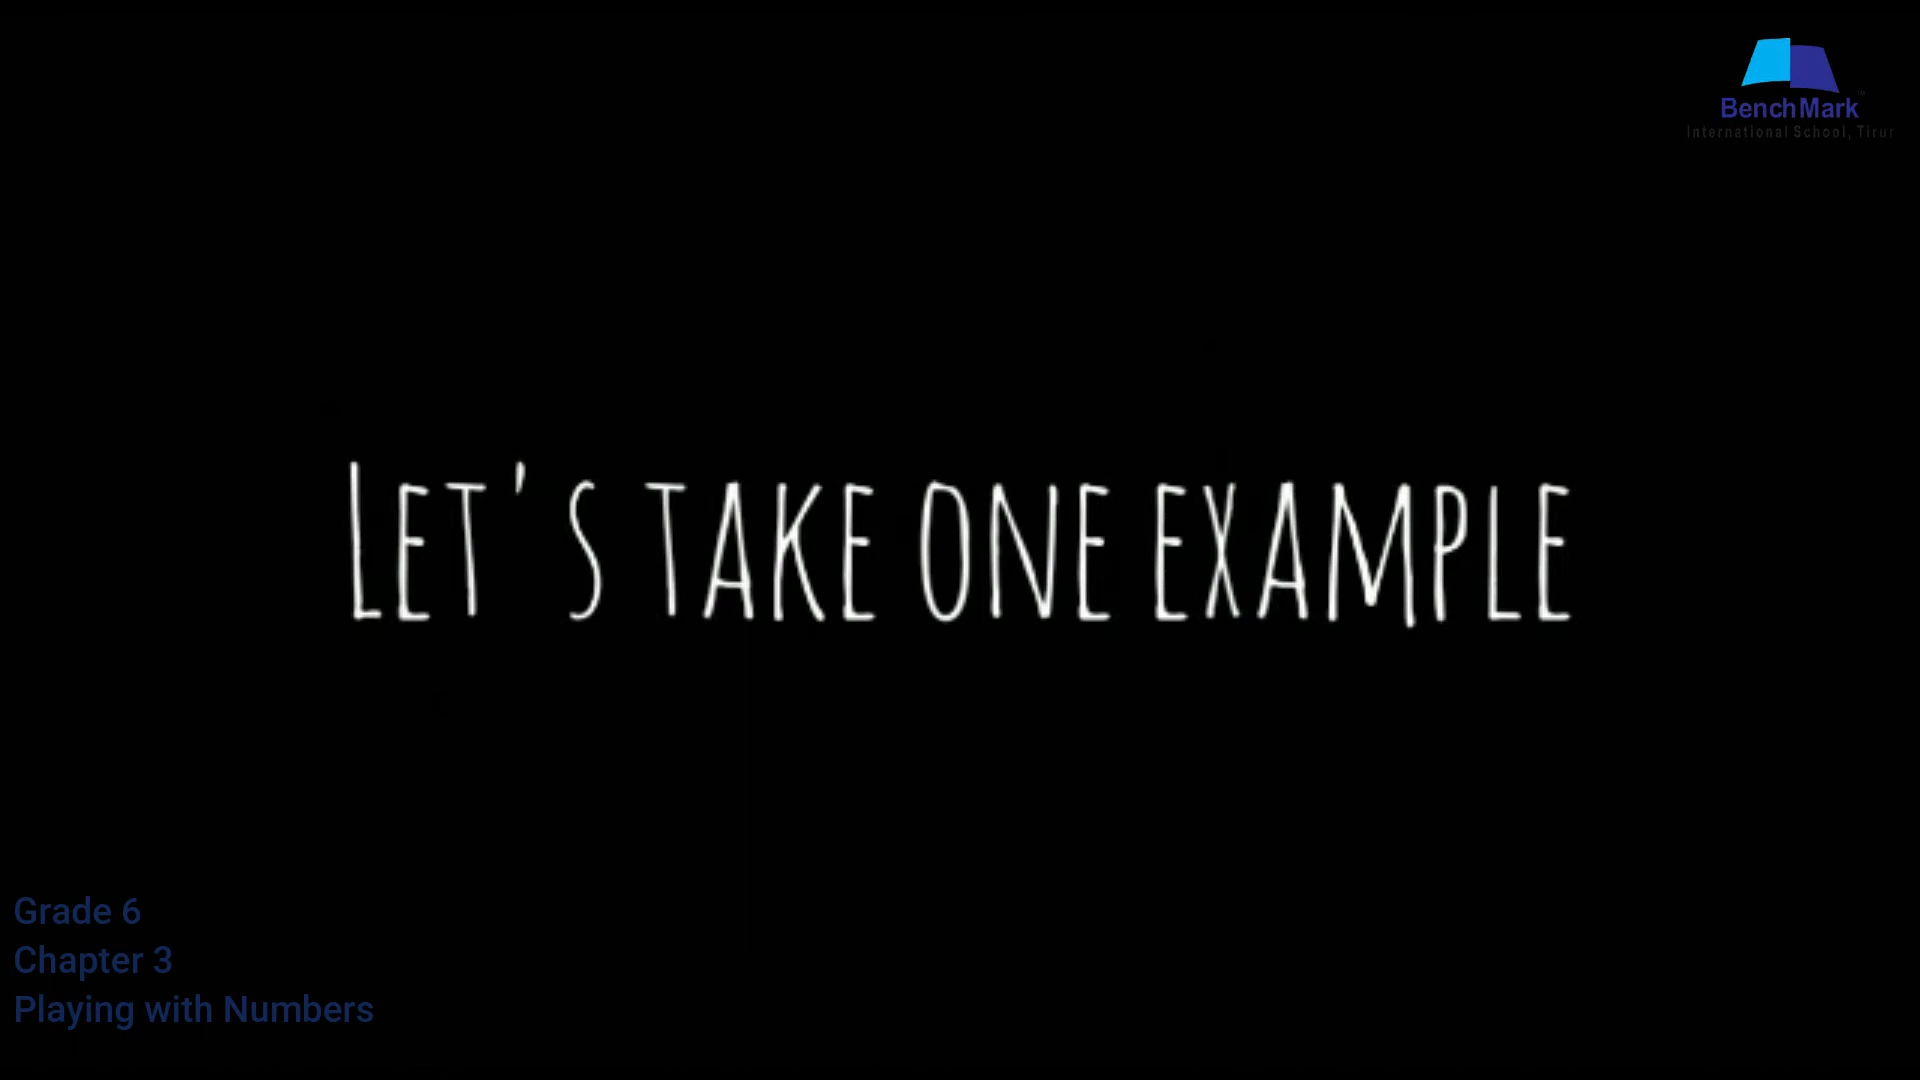 BenchMark
International School, Tirur
LET'S TAKE ONE EXAMPLE
Grade 6
Chapter 3
Playing with Numbers